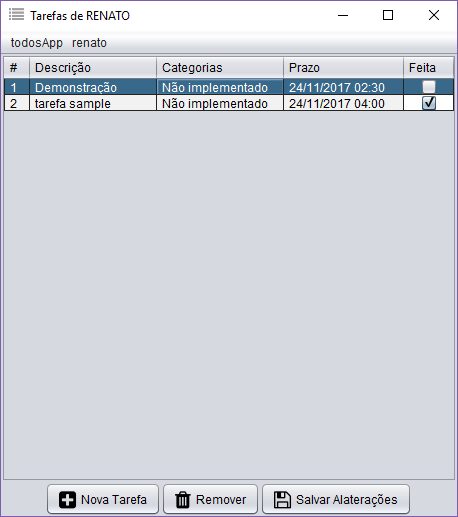 Tarefas de RENATO
todosApp renato
# Descrição Categorias Prazo Feita
1 Demonstração Não implementado 24/11/2017 02:30
2 tarefa sample Não implementado 24/11/2017 04:00
Nova Tarefa Remover Salvar Alaterações